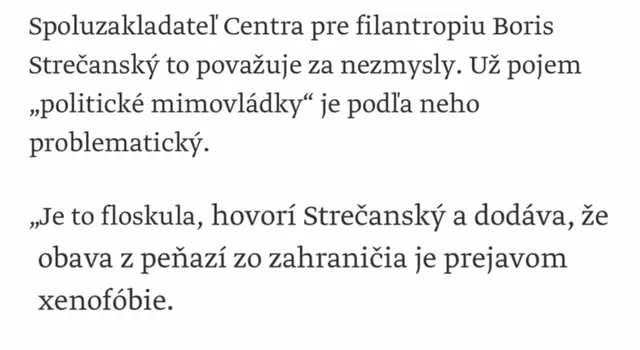 Spoluzakladateľ Centra pre filantropiu Boris
Strečanský to považuje za nezmysly. Už pojem
„politické mimovládky“ je podľa neho
problematický.
„Je to floskula, hovorí Strečanský a dodáva, že
obava z peňazí zo zahraničia je prejavom
xenofóbie.